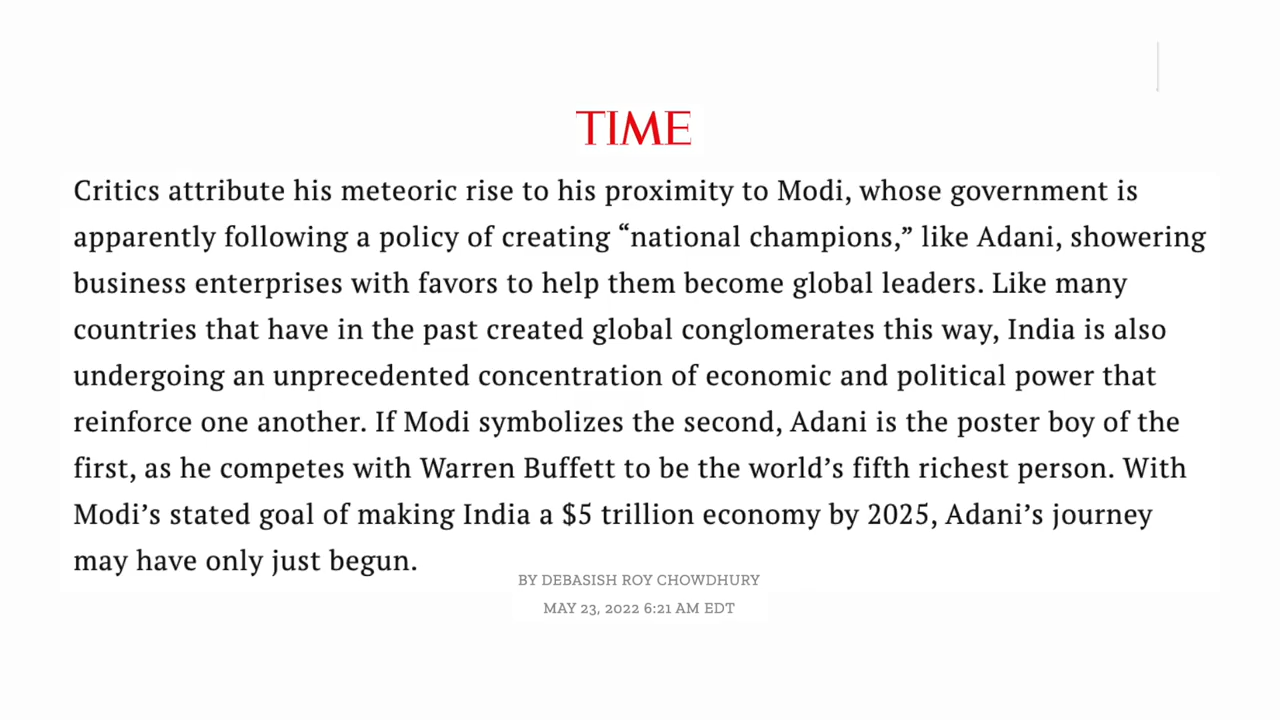 TIME
Critics attribute his meteoric rise to his proximity to Modi, whose government is
apparently following a policy of creating “national champions,” like Adani, showering
business enterprises with favors to help them become global leaders. Like many
countries that have in the past created global conglomerates this way, India is also
undergoing an unprecedented concentration of economic and political power that
reinforce one another. If Modi symbolizes the second, Adani is the poster boy of the
first, as he competes with Warren Buffett to be the world’s fifth richest person. With
Modi’s stated goal of making India a $5 trillion economy by 2025, Adani’s journey
may have only just begun.
BY DEBASISH ROY CHOWDHURY
MAY 23, 2022 6:21 AM EDT